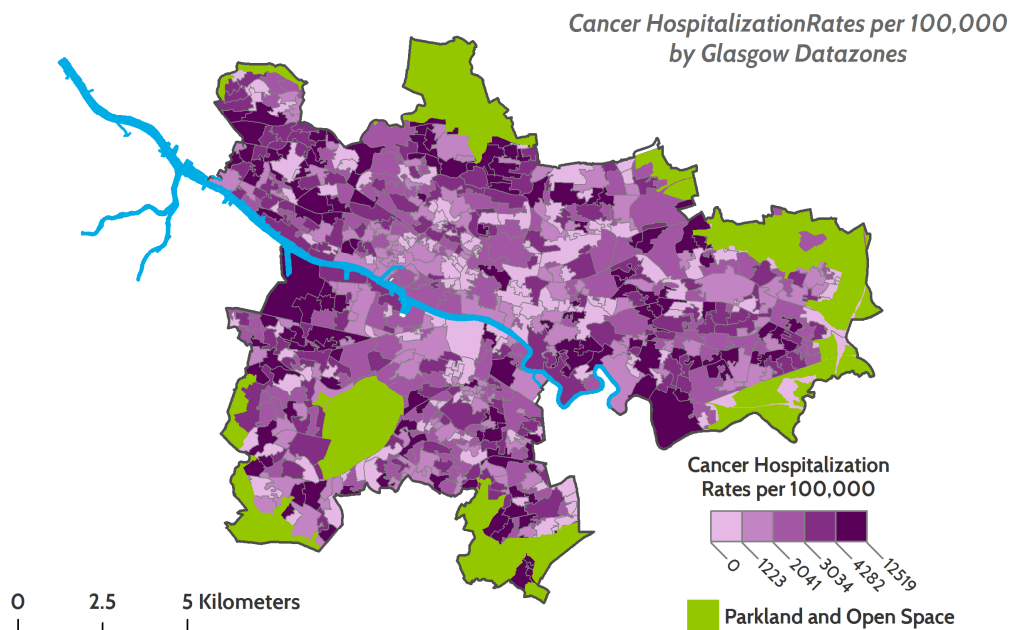 Cancer HospitalizationRates per 100,000
by Glasgow Datazones
Cancer Hospitalization
Rates per 100,000
0 1223 2041 3034 4282 12519
Parkland and Open Space
0 2.5 5 Kilometers